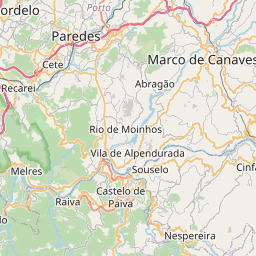 Porto
ordelo
Paredes
Cete
Marco de Canaves
Recarei
Abragão
Rio de Moinhos
Vila de Alpendurada
Melres
Souselo
Cinfã
Castelo de
Paiva
Raiva
Nespereira